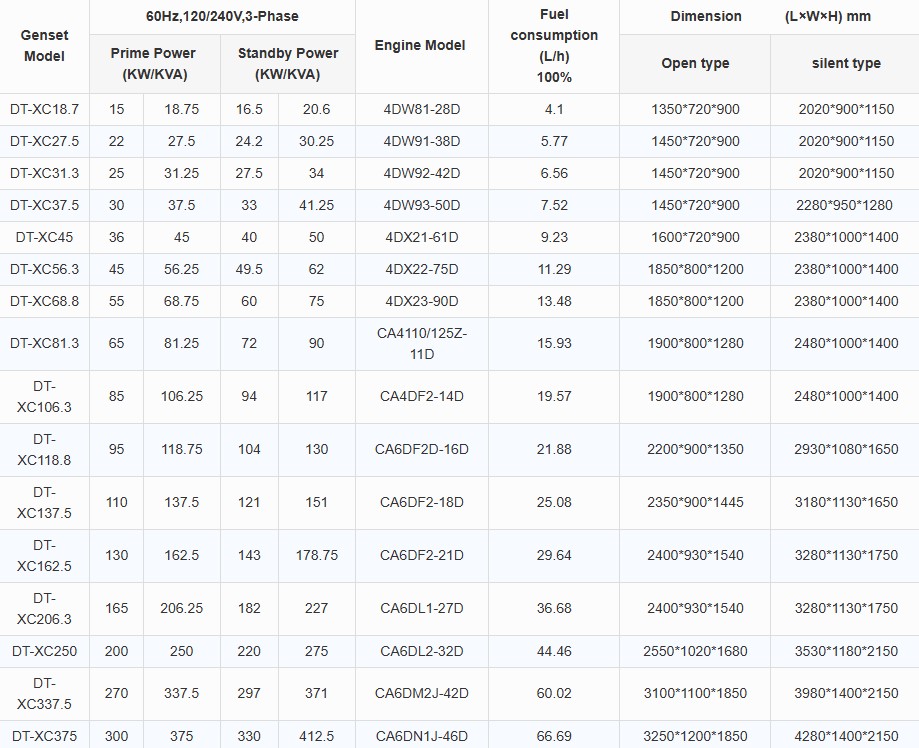 Genset Model 60Hz,120/240V,3-Phase Engine Model Fuel consumption (L/h) 100% Dimension (L×W×H) mm
Prime Power (KW/KVA) Standby Power (KW/KVA) Open type silent type
DT-XC18.7 15 18.75 16.5 20.6 4DW81-28D 4.1 1350*720*900 2020*900*1150
DT-XC27.5 22 27.5 24.2 30.25 4DW91-38D 5.77 1450*720*900 2020*900*1150
DT-XC31.3 25 31.25 27.5 34 4DW92-42D 6.56 1450*720*900 2020*900*1150
DT-XC37.5 30 37.5 33 41.25 4DW93-50D 7.52 1450*720*900 2280*950*1280
DT-XC45 36 45 40 50 4DX21-61D 9.23 1600*720*900 2380*1000*1400
DT-XC56.3 45 56.25 49.5 62 4DX22-75D 11.29 1850*800*1200 2380*1000*1400
DT-XC68.8 55 68.75 60 75 4DX23-90D 13.48 1850*800*1200 2380*1000*1400
DT-XC81.3 65 81.25 72 90 CA4110/125Z-11D 15.93 1900*800*1280 2480*1000*1400
DT-XC106.3 85 106.25 94 117 CA4DF2-14D 19.57 1900*800*1280 2480*1000*1400
DT-XC118.8 95 118.75 104 130 CA6DF2D-16D 21.88 2200*900*1350 2930*1080*1650
DT-XC137.5 110 137.5 121 151 CA6DF2-18D 25.08 2350*900*1445 3180*1130*1650
DT-XC162.5 130 162.5 143 178.75 CA6DF2-21D 29.64 2400*930*1540 3280*1130*1750
DT-XC206.3 165 206.25 182 227 CA6DL1-27D 36.68 2400*930*1540 3280*1130*1750
DT-XC250 200 250 220 275 CA6DL2-32D 44.46 2550*1020*1680 3530*1180*2150
DT-XC337.5 270 337.5 297 371 CA6DM2J-42D 60.02 3100*1100*1850 3980*1400*2150
DT-XC375 300 375 330 412.5 CA6DN1J-46D 66.69 3250*1200*1850 4280*1400*2150